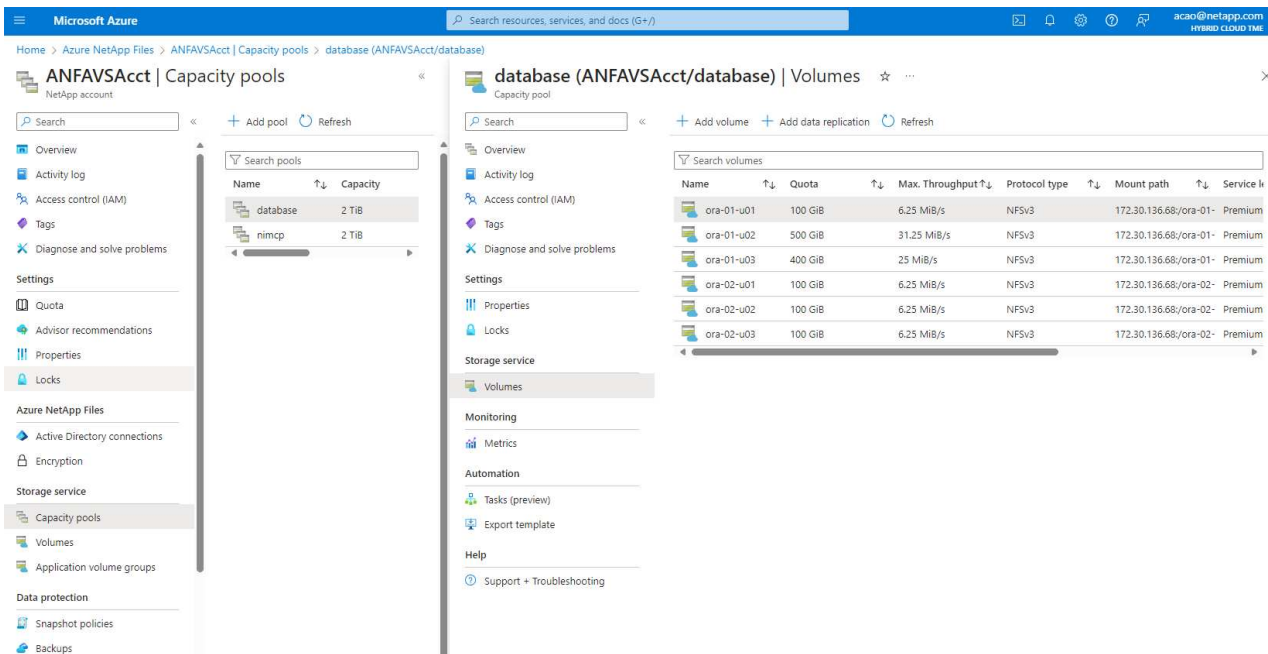 Microsoft Azure
Search resources, services, and docs (G+/)
acao@netapp.com
HYBRID CLOUD TME
Home > Azure NetApp Files > ANFAVSAcct | Capacity pools > database (ANFAVSAcct/database)
ANFAVSAcct | Capacity pools
NetApp account
Search
Overview
Activity log
Access control (IAM)
Tags
Diagnose and solve problems
Settings
Quota
Advisor recommendations
Properties
Locks
Azure NetApp Files
Active Directory connections
Encryption
Storage service
Capacity pools
Volumes
Application volume groups
Data protection
Snapshot policies
Backups
Add pool Refresh
Search pools
Name Capacity
database 2 TiB
nimcp 2 TiB
database (ANFAVSAcct/database) | Volumes
Capacity pool
Search
Overview
Activity log
Access control (IAM)
Tags
Diagnose and solve problems
Settings
Properties
Locks
Storage service
Volumes
Monitoring
Metrics
Automation
Tasks (preview)
Export template
Help
Support + Troubleshooting
Add volume Add data replication Refresh
Search volumes
Name Quota Max. Throughput Protocol type Mount path Service
ora-01-u01 100 GiB 6.25 MiB/s NFSv3 172.30.136.68:/ora-01- Premium
ora-01-u02 500 GiB 31.25 MiB/s NFSv3 172.30.136.68:/ora-01- Premium
ora-01-u03 400 GiB 25 MiB/s NFSv3 172.30.136.68:/ora-01- Premium
ora-02-u01 100 GiB 6.25 MiB/s NFSv3 172.30.136.68:/ora-02- Premium
ora-02-u02 100 GiB 6.25 MiB/s NFSv3 172.30.136.68:/ora-02- Premium
ora-02-u03 100 GiB 6.25 MiB/s NFSv3 172.30.136.68:/ora-02- Premium